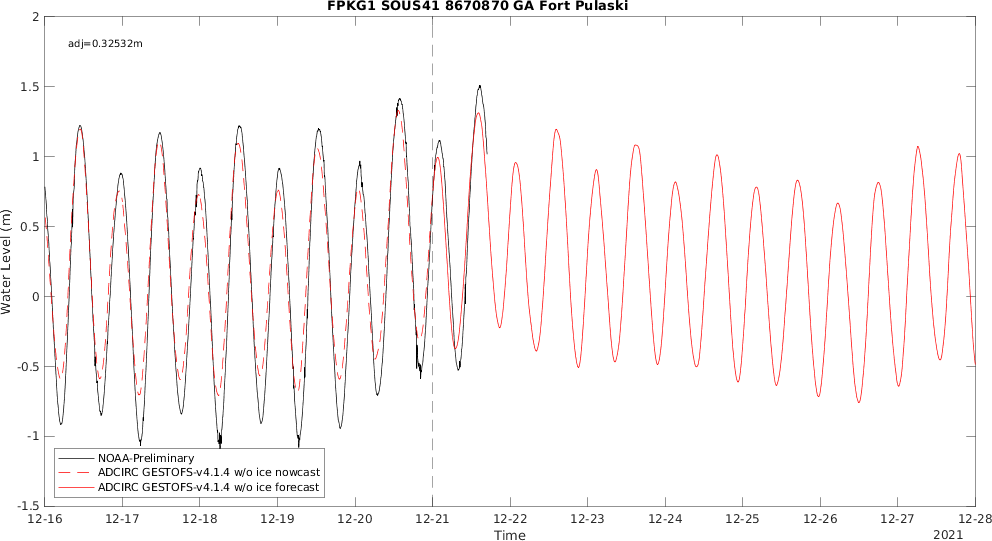 FPKG1 SOUS41 8670870 GA Fort Pulaski
adj=0.32532m
2
1.5
1
0.5
0
-0.5
-1
-1.5
Water Level (m)
NOAA-Preliminary
ADCIRC GESTOFS-v4.1.4 w/o ice nowcast
ADCIRC GESTOFS-v4.1.4 w/o ice forecast
12-16 12-17 12-18 12-19 12-20 12-21 12-22 12-23 12-24 12-25 12-26 12-27 12-28
Time
2021